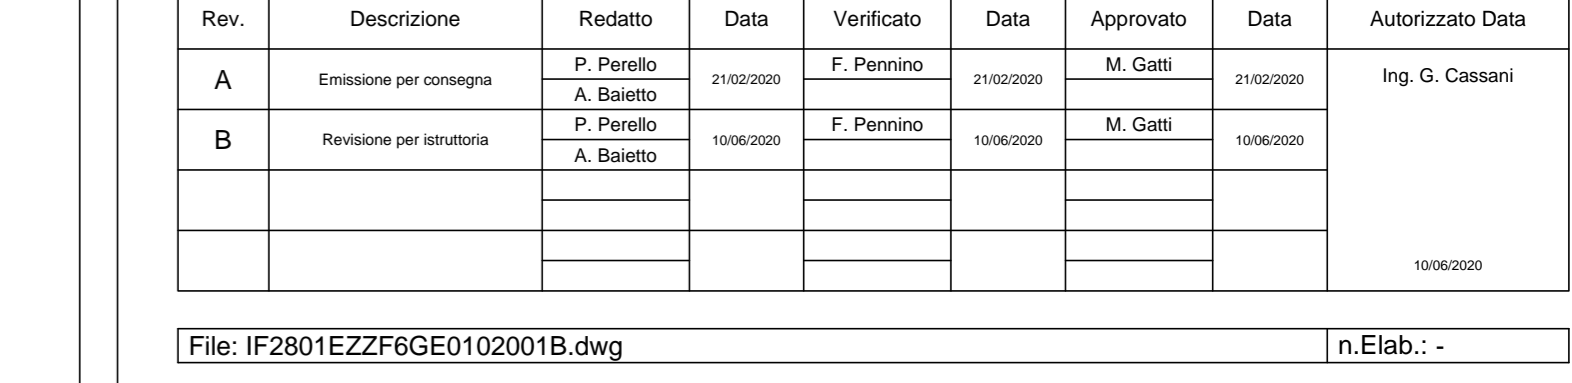 Rev. Descrizione Redatto Data Verificato Data Approvato Data Autorizzato Data
A Emissione per consegna P. Perello A. Baietto 21/02/2020 F. Pennino 21/02/2020 M. Gatti 21/02/2020 Ing. G. Cassani
B Revisione per istruttoria P. Perello A. Baietto 10/06/2020 F. Pennino 10/06/2020 M. Gatti 10/06/2020
10/06/2020
File: IF2801EZZF6GE0102001B.dwg n.Elab.: -